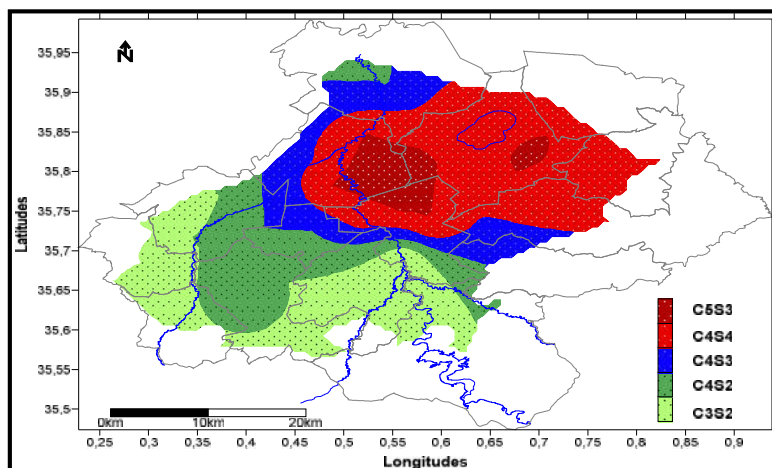 N
Latitudes
35,95
35,9
35,85
35,8
35,75
35,7
35,65
35,6
35,55
35,5
C5S3
C4S4
C4S3
C4S2
C3S2
0km 10km 20km
0,25 0,3 0,35 0,4 0,45 0,5 0,55 0,6 0,65 0,7 0,75 0,8 0,85 0,9
Longitudes